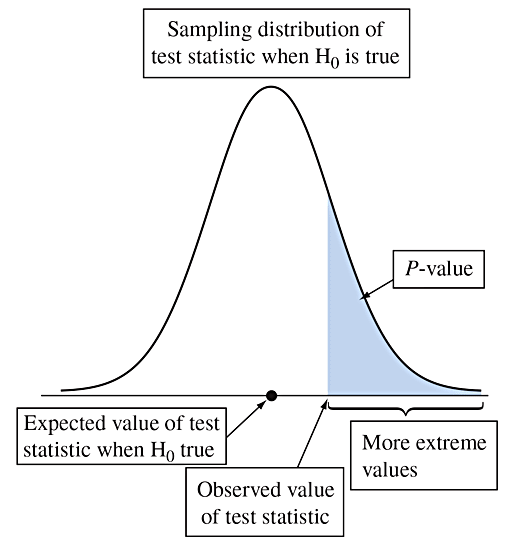 Sampling distribution of
test statistic when H₀ is true
P-value
Expected value of test
statistic when H₀ true
More extreme
values
Observed value
of test statistic